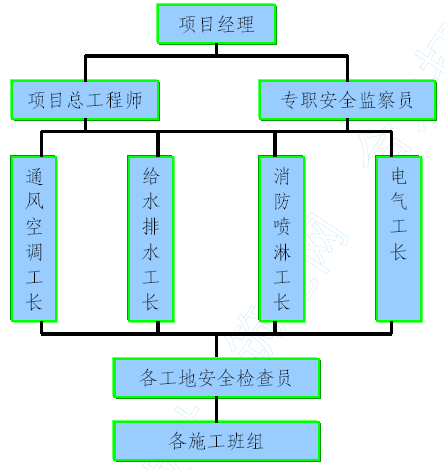 项目经理
项目总工程师
专职安全监察员
通风空调工长
给水排水工长
消防喷淋工长
电气工长
各工地安全检查员
各施工班组